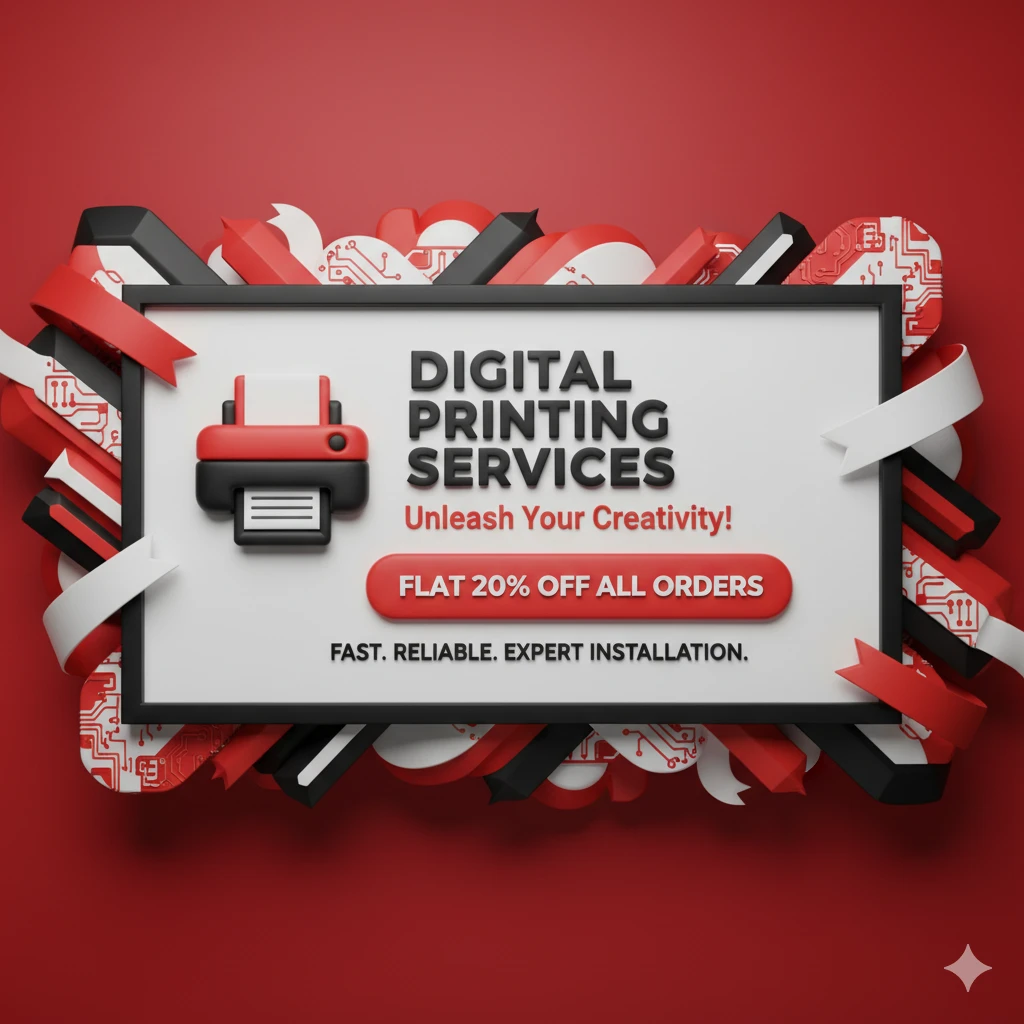 DIGITAL
PRINTING
SERVICES
Unleash Your Creativity!
FLAT 20% OFF ALL ORDERS
FAST. RELIABLE. EXPERT INSTALLATION.